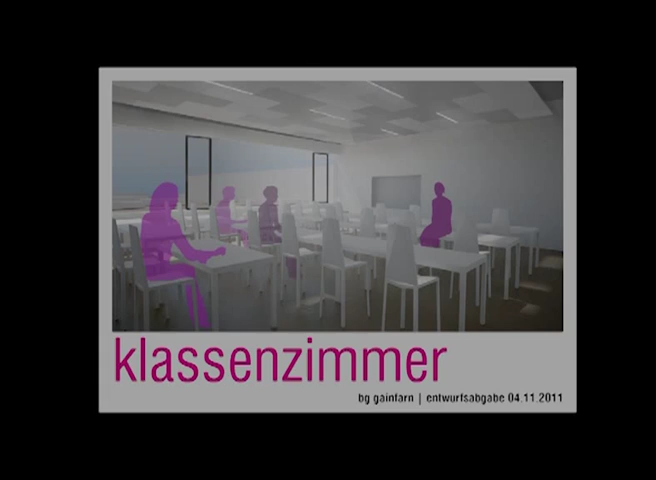 klassenzimmer
bg gainfarn | entwurfsabgabe 04.11.2011